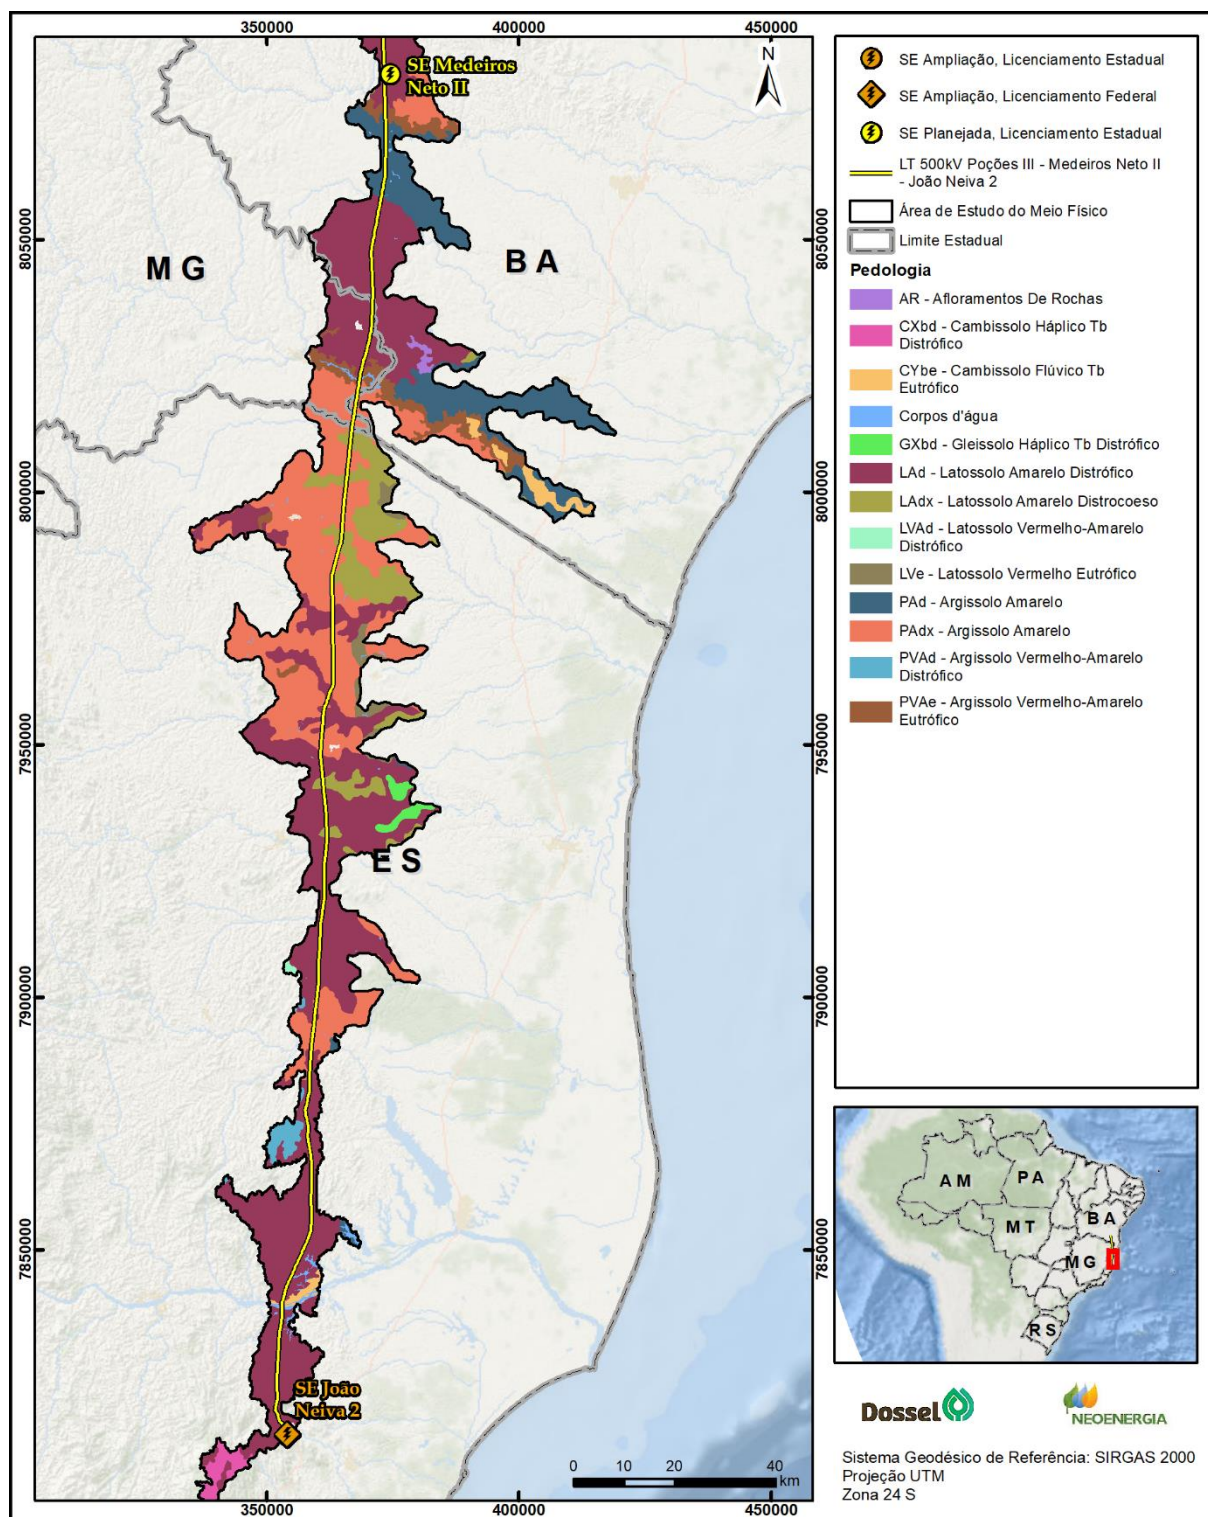 350000
400000
450000
SE Medeiros
Neto II
N
M G
B A
E S
8050000
8000000
7950000
7900000
7850000
8050000
8000000
7950000
7900000
7850000
SE João
Neiva 2
0
10
20
40
km
350000
400000
450000
SE Ampliação, Licenciamento Estadual
SE Ampliação, Licenciamento Federal
SE Planejada, Licenciamento Estadual
LT 500kV Poções III - Medeiros Neto II
- João Neiva 2
Área de Estudo do Meio Físico
Limite Estadual
Pedologia
AR - Afloramentos De Rochas
CXbd - Cambissolo Háplico Tb
Distrófico
CYbe - Cambissolo Flúvico Tb
Eutrófico
Corpos d'água
GXbd - Gleissolo Háplico Tb Distrófico
LAd - Latossolo Amarelo Distrófico
LAdx - Latossolo Amarelo Distrocoeso
LVAd - Latossolo Vermelho-Amarelo
Distrófico
LVe - Latossolo Vermelho Eutrófico
PAd - Argissolo Amarelo
PAdx - Argissolo Amarelo
PVAd - Argissolo Vermelho-Amarelo
Distrófico
PVAe - Argissolo Vermelho-Amarelo
Eutrófico
A M
P A
M T
B A
M G
R S
Dossel
NEOENERGIA
Sistema Geodésico de Referência: SIRGAS 2000
Projeção UTM
Zona 24 S